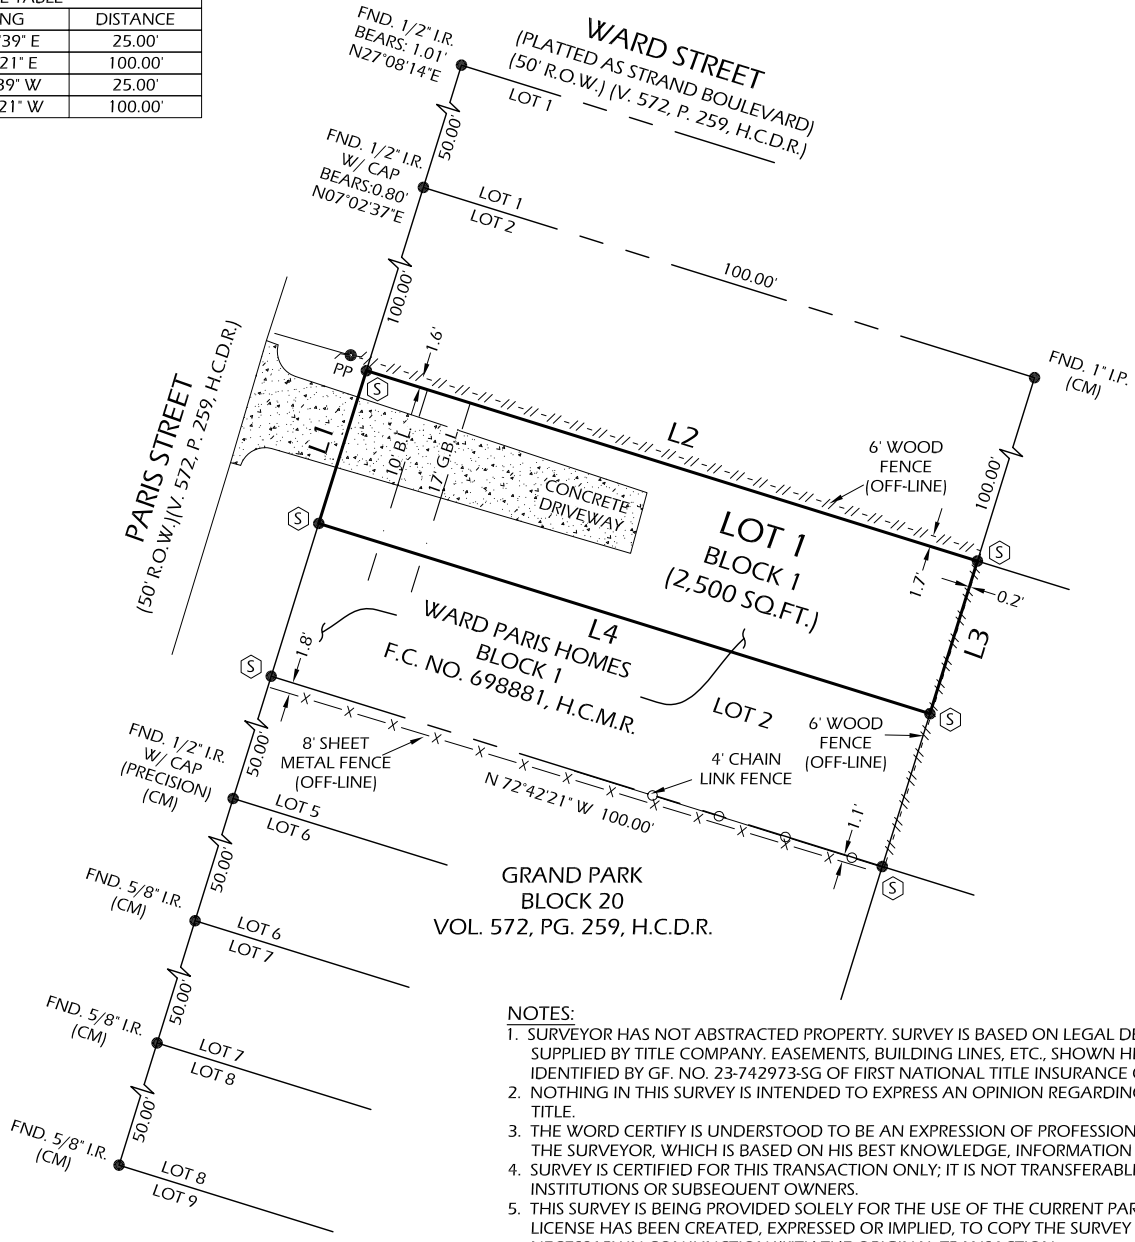 E TABLE
NG DISTANCE
'39" E 25.00'
21" E 100.00'
39" W 25.00'
21" W 100.00'
FND. 1/2" I.R.
BEARS: 1.01'
N27°08'14"E
WARD STREET
(PLATTED AS STRAND BOULEVARD)
(50' R.O.W.) (V. 572, P. 259, H.C.D.R.)
LOT 1
50.00'
FND. 1/2" I.R.
W/ CAP
BEARS:0.80'
N07°02'37"E
LOT 1
LOT 2
100.00'
100.00'
FND. 1" I.P.
(CM)
1.6'
PP
S
PARIS STREET
(50' R.O.W.)(V. 572, P. 259, H.C.D.R.)
L1
L2
10' B.L.
17' G.B.L.
6' WOOD
FENCE
(OFF-LINE)
100.00'
CONCRETE
DRIVEWAY
LOT 1
BLOCK 1
(2,500 SQ.FT.)
S
S
1.7'
0.2'
L3
WARD PARIS HOMES
BLOCK 1
F.C. NO. 698881, H.C.M.R.
L4
1.8'
S
LOT 2
S
6' WOOD
FENCE
(OFF-LINE)
8' SHEET
METAL FENCE
(OFF-LINE)
4' CHAIN
LINK FENCE
N 72°42'21" W 100.00'
1.1'
S
50.00'
FND. 1/2" I.R.
W/ CAP
(PRECISION)
(CM)
LOT 5
LOT 6
50.00'
GRAND PARK
BLOCK 20
VOL. 572, PG. 259, H.C.D.R.
FND. 5/8" I.R.
(CM)
LOT 6
LOT 7
50.00'
FND. 5/8" I.R.
(CM)
LOT 7
LOT 8
50.00'
FND. 5/8" I.R.
(CM)
LOT 8
LOT 9
NOTES:
1. SURVEYOR HAS NOT ABSTRACTED PROPERTY. SURVEY IS BASED ON LEGAL DE
SUPPLIED BY TITLE COMPANY. EASEMENTS, BUILDING LINES, ETC., SHOWN H
IDENTIFIED BY GF. NO. 23-742973-SG OF FIRST NATIONAL TITLE INSURANCE
2. NOTHING IN THIS SURVEY IS INTENDED TO EXPRESS AN OPINION REGARDING
TITLE.
3. THE WORD CERTIFY IS UNDERSTOOD TO BE AN EXPRESSION OF PROFESSION
THE SURVEYOR, WHICH IS BASED ON HIS BEST KNOWLEDGE, INFORMATION
4. SURVEY IS CERTIFIED FOR THIS TRANSACTION ONLY; IT IS NOT TRANSFERABL
INSTITUTIONS OR SUBSEQUENT OWNERS.
5. THIS SURVEY IS BEING PROVIDED SOLELY FOR THE USE OF THE CURRENT PAR
LICENSE HAS BEEN CREATED, EXPRESSED OR IMPLIED, TO COPY THE SURVEY